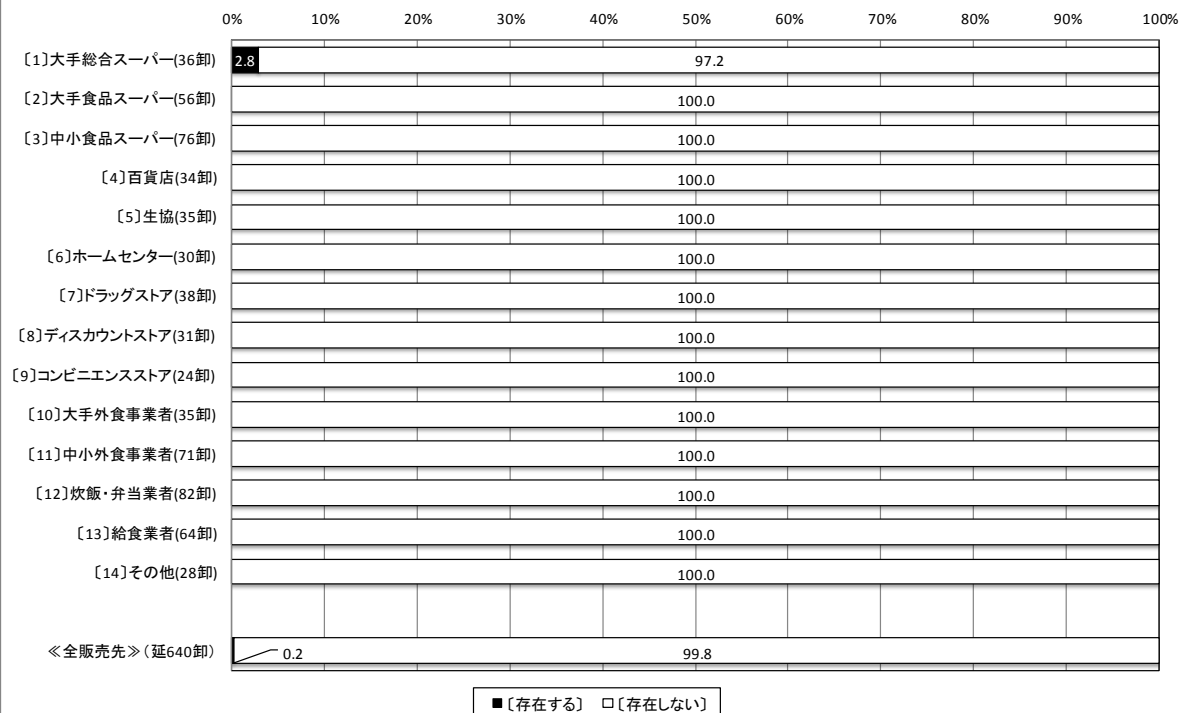 0% 10% 20% 30% 40% 50% 60% 70% 80% 90% 100%
〔1〕大手総合スーパー(36卸) 2.8 97.2
〔2〕大手食品スーパー(56卸) 100.0
〔3〕中小食品スーパー(76卸) 100.0
〔4〕百貨店(34卸) 100.0
〔5〕生協(35卸) 100.0
〔6〕ホームセンター(30卸) 100.0
〔7〕ドラッグストア(38卸) 100.0
〔8〕ディスカウントストア(31卸) 100.0
〔9〕コンビニエンスストア(24卸) 100.0
〔10〕大手外食事業者(35卸) 100.0
〔11〕中小外食事業者(71卸) 100.0
〔12〕炊飯・弁当業者(82卸) 100.0
〔13〕給食業者(64卸) 100.0
〔14〕その他(28卸) 100.0
≪全販売先≫（延640卸） 0.2 99.8
■〔存在する〕 □〔存在しない〕